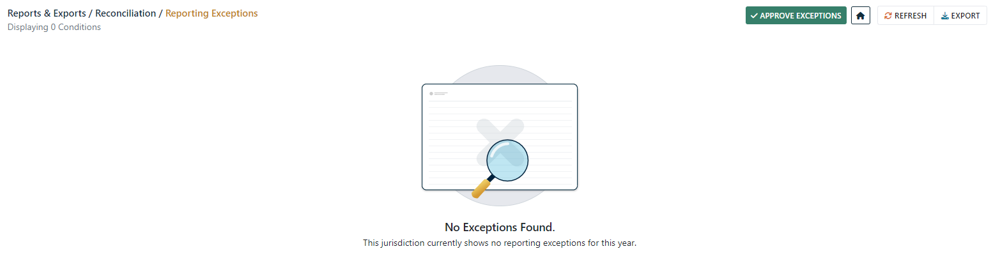 Reports & Exports / Reconciliation / Reporting Exceptions
Displaying 0 Conditions
APPROVE EXCEPTIONS
REFRESH
EXPORT
No Exceptions Found.
This jurisdiction currently shows no reporting exceptions for this year.